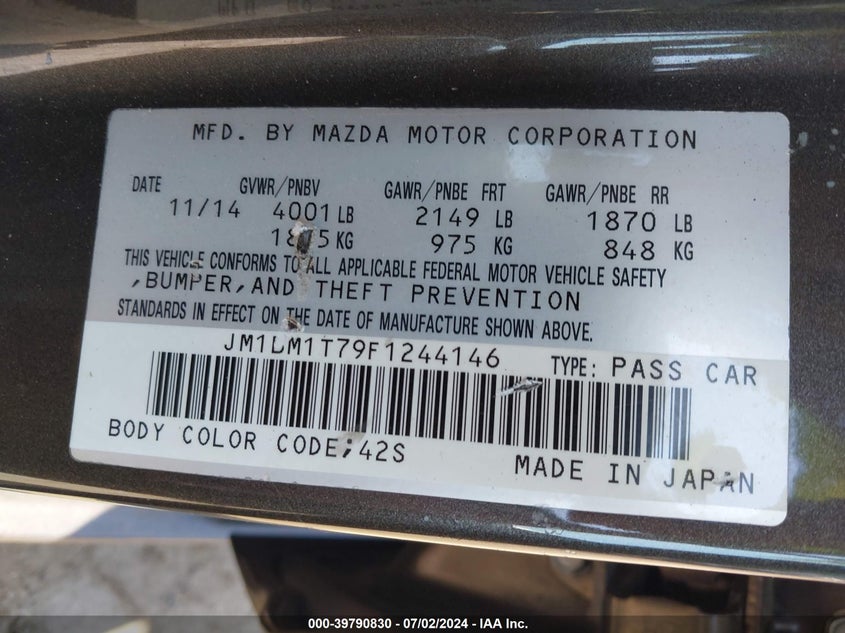 MFD. BY MAZDA MOTOR CORPORATION
DATE GVWR/PNBV GAWR/PNBE FRT GAWR/PNBE RR
11/14 4001 LB 2149 LB 1870 LB
1815 KG 975 KG 848 KG
THIS VEHICLE CONFORMS TO ALL APPLICABLE FEDERAL MOTOR VEHICLE SAFETY
,BUMPER,AND THEFT PREVENTION
STANDARDS IN EFFECT ON THE DATE OF MANUFACTURE SHOWN ABOVE.
JM1BM1T79F1244146 TYPE: PASS CAR
BODY COLOR CODE;42S
MADE IN JAPAN
000-39790830 - 07/02/2024 - IAA Inc.